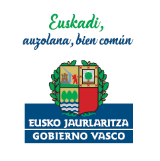 Euskadi,
auzolana, bien común
EUSKO JAURLARITZA
GOBIERNO VASCO